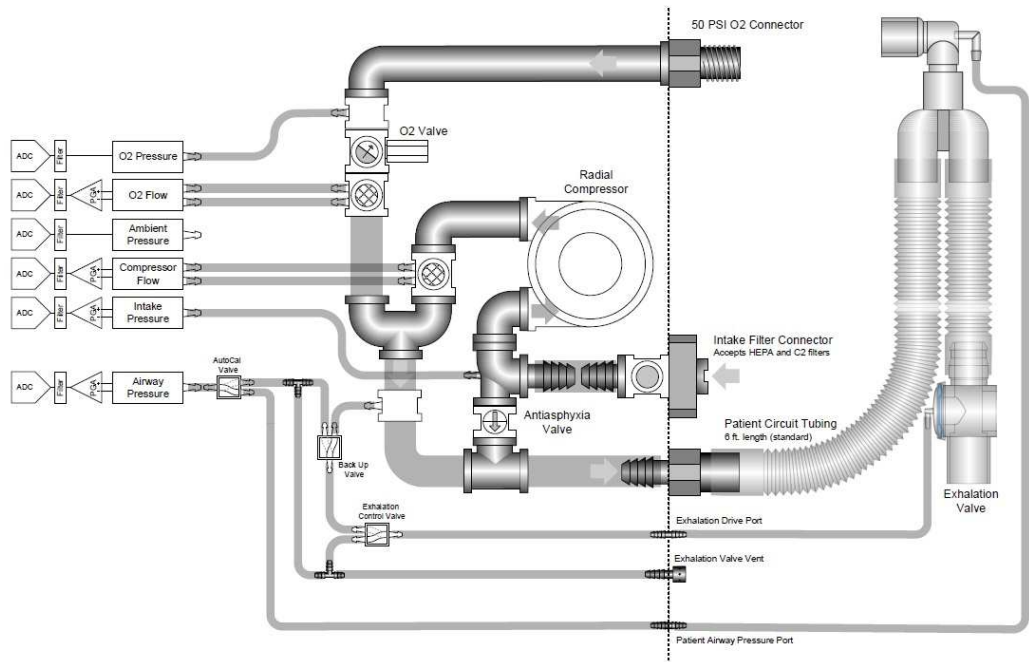 50 PSI O2 Connector
O2 Valve
ADC
Filter
O2 Pressure
Radial
Compressor
ADC
Filter
PGA
O2 Flow
ADC
Filter
Ambient
Pressure
ADC
Filter
PGA
Compressor
Flow
ADC
Filter
PGA
Intake
Pressure
Intake Filter Connector
Accepts HEPA and C2 filters
AutoCal
Valve
ADC
Filter
PGA
Airway
Pressure
Antiasphyxia
Valve
Patient Circuit Tubing
6 ft. length (standard)
Back Up
Valve
Exhalation
Valve
Exhalation
Control Valve
Exhalation Drive Port
Exhalation Valve Vent
Patient Airway Pressure Port